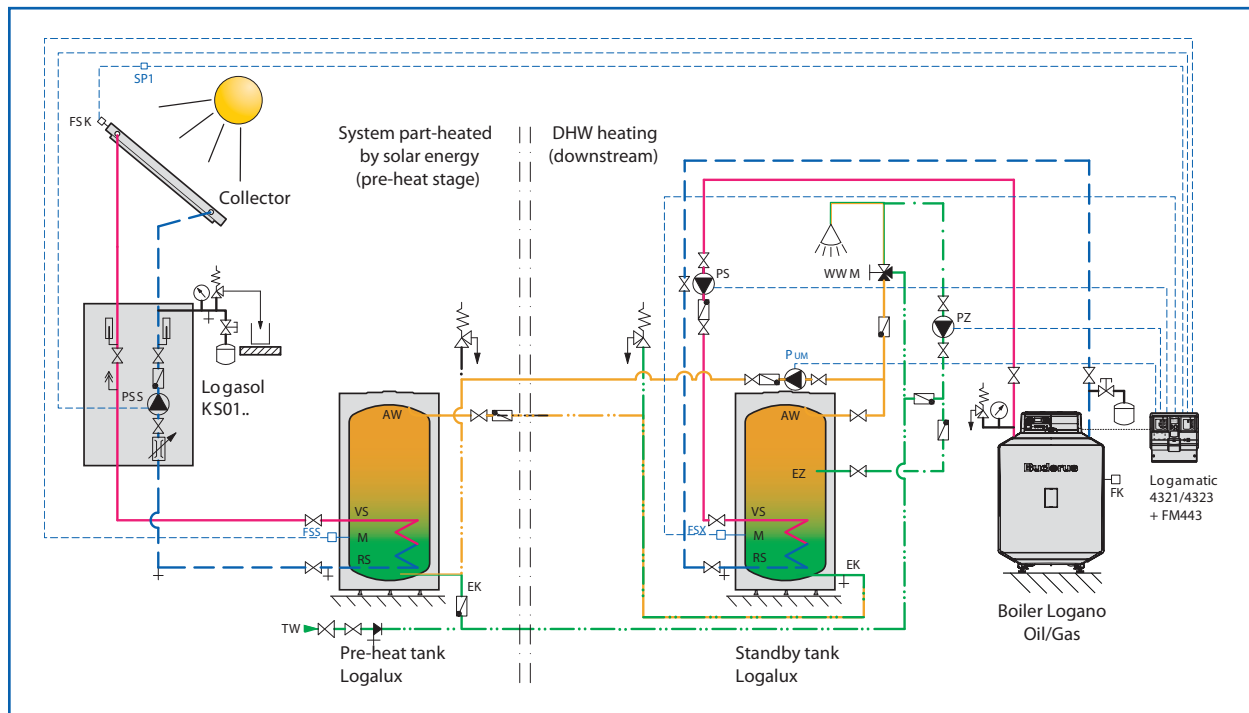 SP1
FSK
Collector
System part-heated
by solar energy
(pre-heat stage)
DHW heating
(downstream)
Logasol
KS01..
PSS
PS
WWM
PZ
PUM
AW
VS
FSS
M
RS
EK
AW
EZ
VS
FSX
M
RS
EK
Buderus
FK
Logamatic
4321/4323
+ FM443
Boiler Logano
Oil/Gas
TW
Pre-heat tank
Logalux
Standby tank
Logalux